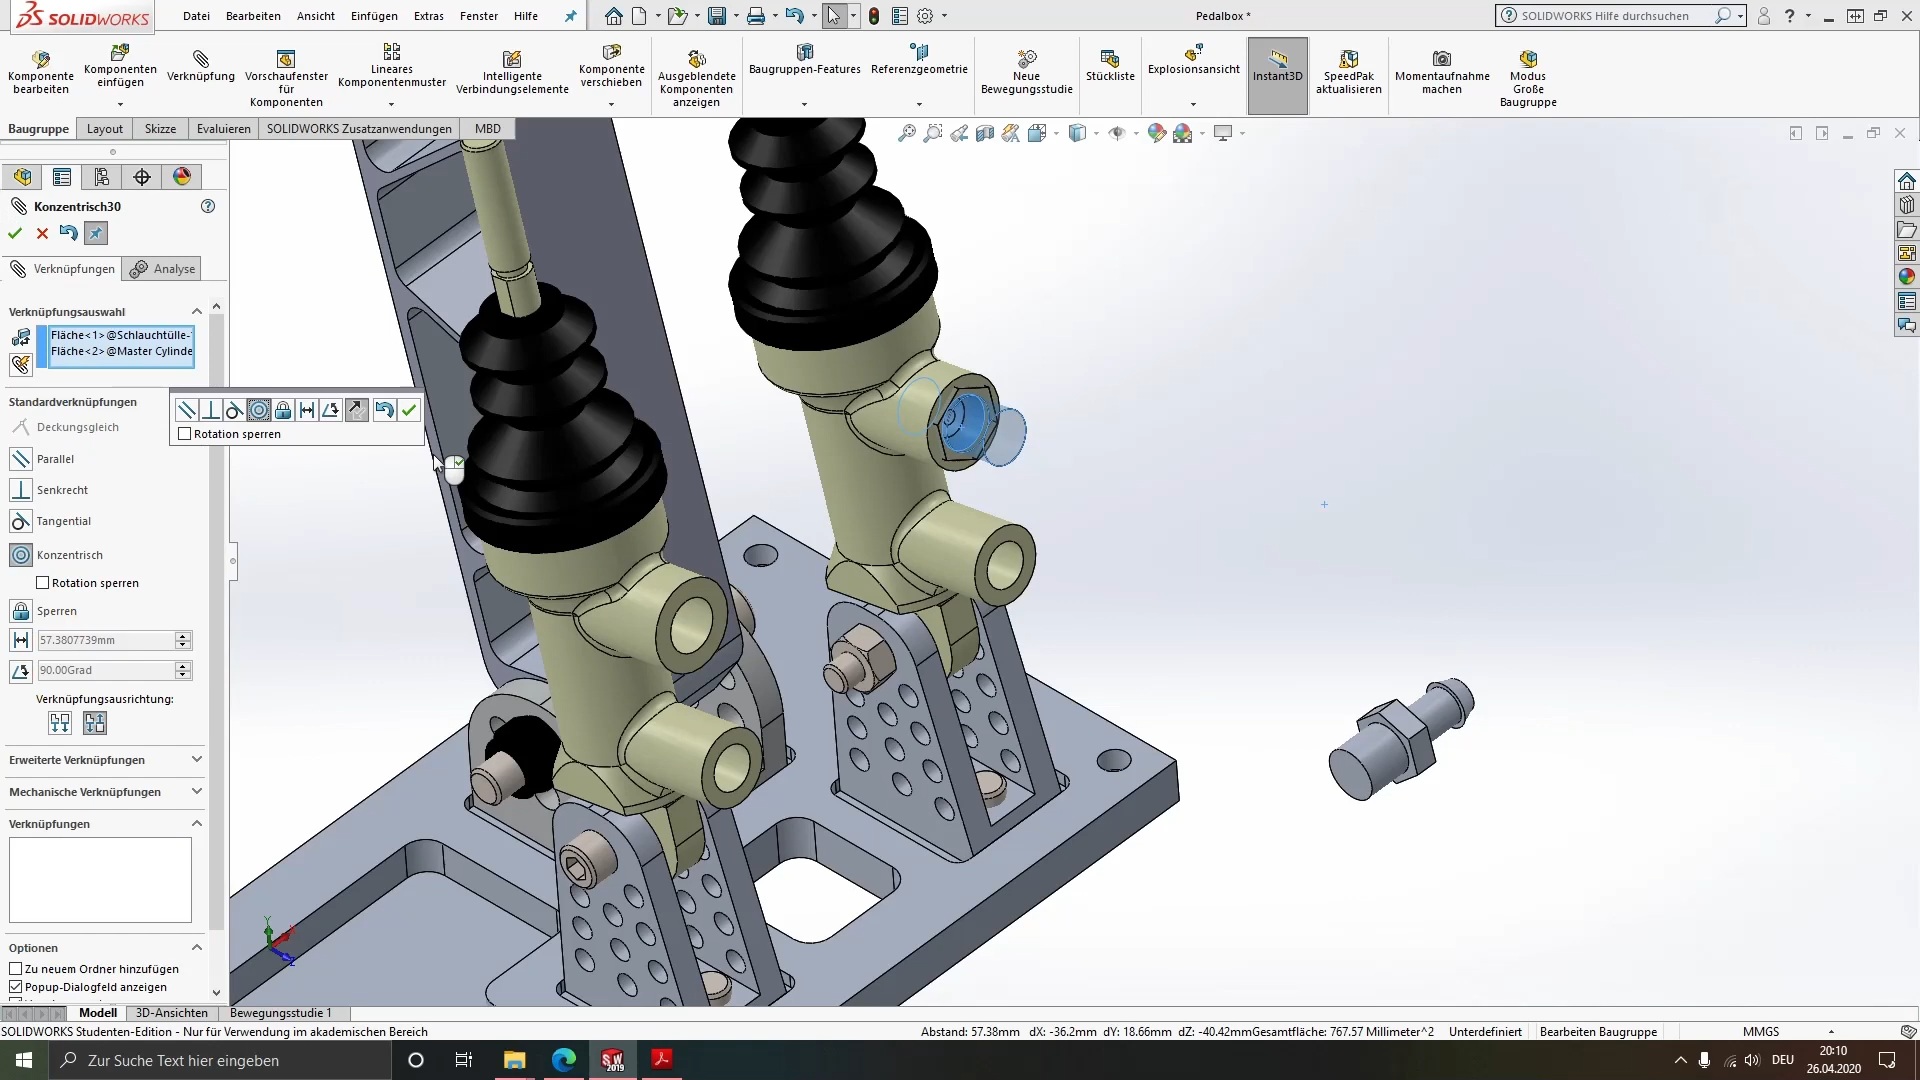 SOLIDWORKS
Datei Bearbeiten Ansicht Einfügen Extras Fenster Hilfe
Pedalbox *
SOLIDWORKS Hilfe durchsuchen
Komponente bearbeiten
Komponenten einfügen
Verknüpfung
Vorschaufenster für Komponenten
Lineares Komponentenmuster
Intelligente Verbindungselemente
Komponente verschieben
Ausgeblendete Komponenten anzeigen
Baugruppen-Features
Referenzgeometrie
Neue Bewegungsstudie
Stückliste
Explosionsansicht
Instant3D
SpeedPak aktualisieren
Momentaufnahme machen
Modus Große Baugruppe
Baugruppe Layout Skizze Evaluieren SOLIDWORKS Zusatzanwendungen MBD
Konzentrisch30
Verknüpfungen Analyse
Verknüpfungsauswahl
Fläche<1>@Schlauchtülle-
Fläche<2>@Master Cylinde
Standardverknüpfungen
Deckungsgleich
Rotation sperren
Parallel
Senkrecht
Tangential
Konzentrisch
Rotation sperren
Sperren
57.3807739mm
90.00Grad
Verknüpfungsausrichtung:
Erweiterte Verknüpfungen
Mechanische Verknüpfungen
Verknüpfungen
Optionen
Zu neuem Ordner hinzufügen
Popup-Dialogfeld anzeigen
Y
Modell 3D-Ansichten Bewegungsstudie 1
SOLIDWORKS Studenten-Edition - Nur für Verwendung im akademischen Bereich
Abstand: 57.38mm dX: -36.2mm dY: 18.66mm dZ: -40.42mmGesamtfläche: 767.57 Millimeter^2 Unterdefiniert Bearbeiten Baugruppe MMGS
Zur Suche Text hier eingeben
SW 2019
DEU
20:10
26.04.2020